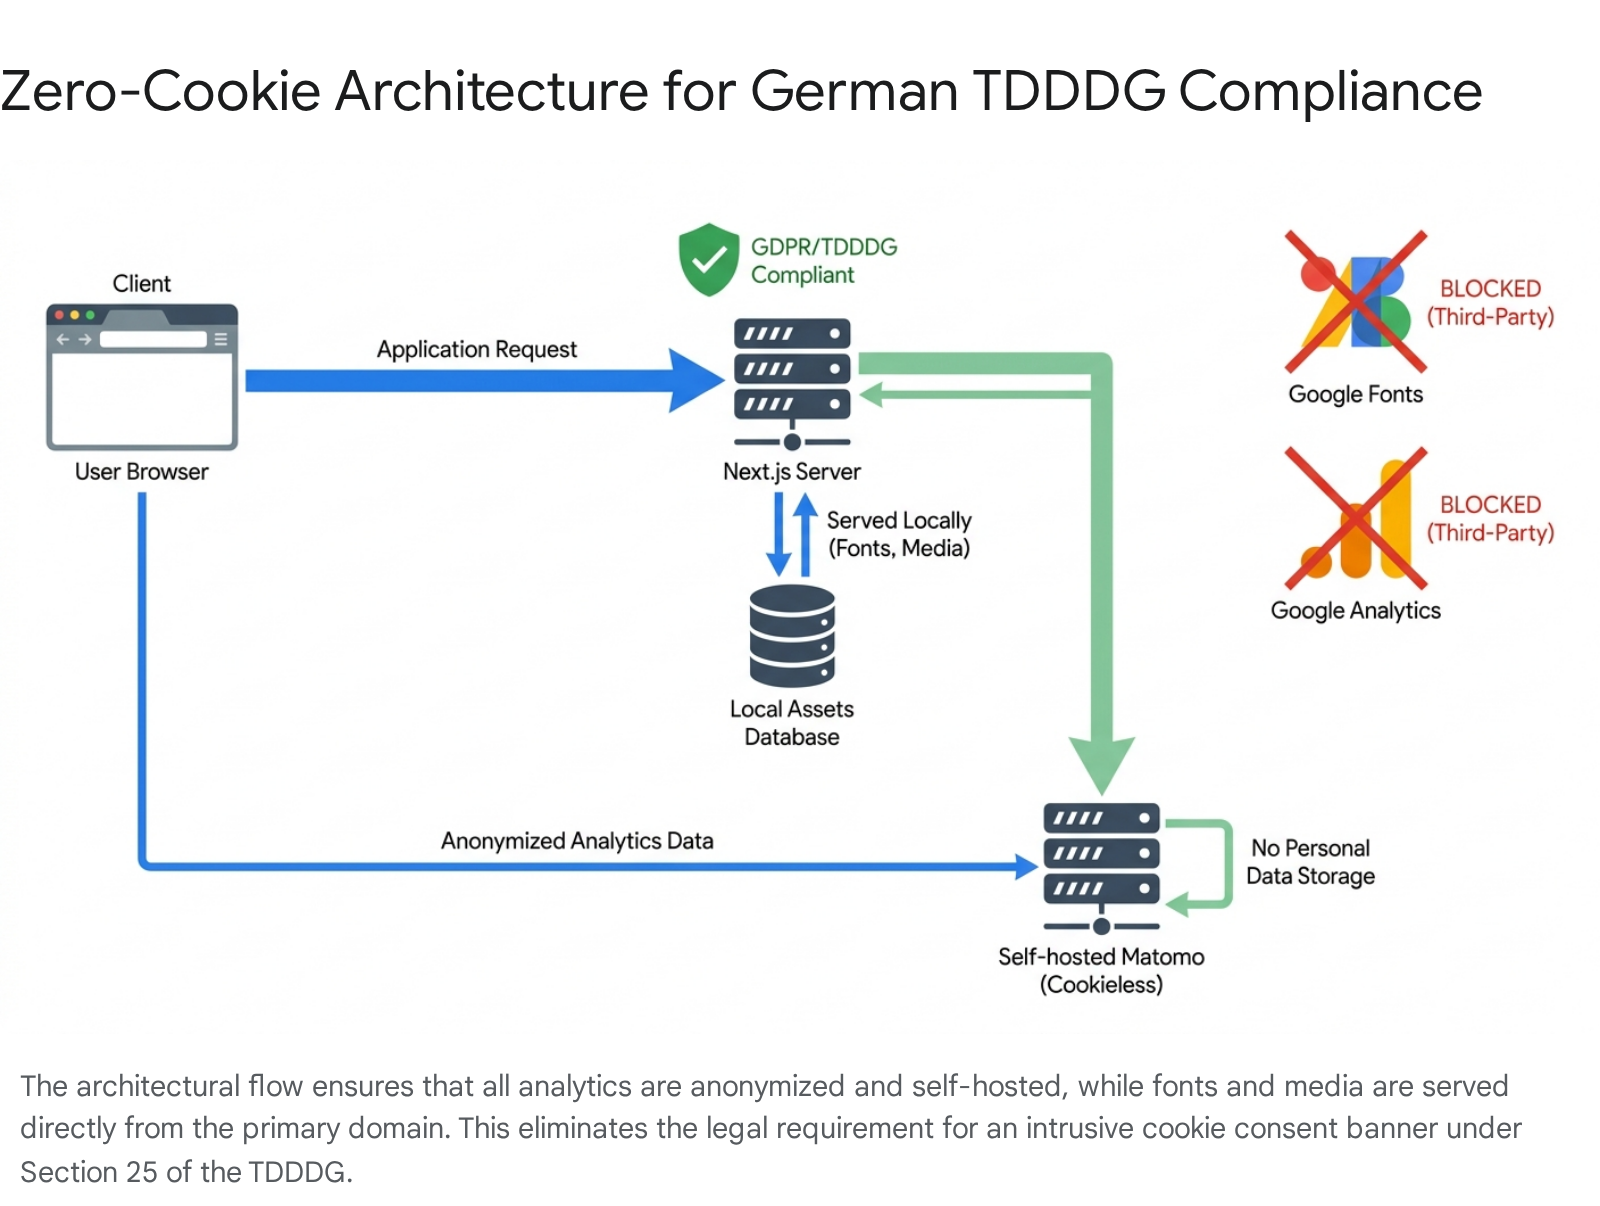 Zero-Cookie Architecture for German TDDDG Compliance
GDPR/TDDDG
Compliant
Client
User Browser
Application Request
Next.js Server
Served Locally
(Fonts, Media)
Local Assets
Database
BLOCKED
(Third-Party)
Google Fonts
BLOCKED
(Third-Party)
Google Analytics
Anonymized Analytics Data
No Personal
Data Storage
Self-hosted Matomo
(Cookieless)
The architectural flow ensures that all analytics are anonymized and self-hosted, while fonts and media are served
directly from the primary domain. This eliminates the legal requirement for an intrusive cookie consent banner under
Section 25 of the TDDDG.